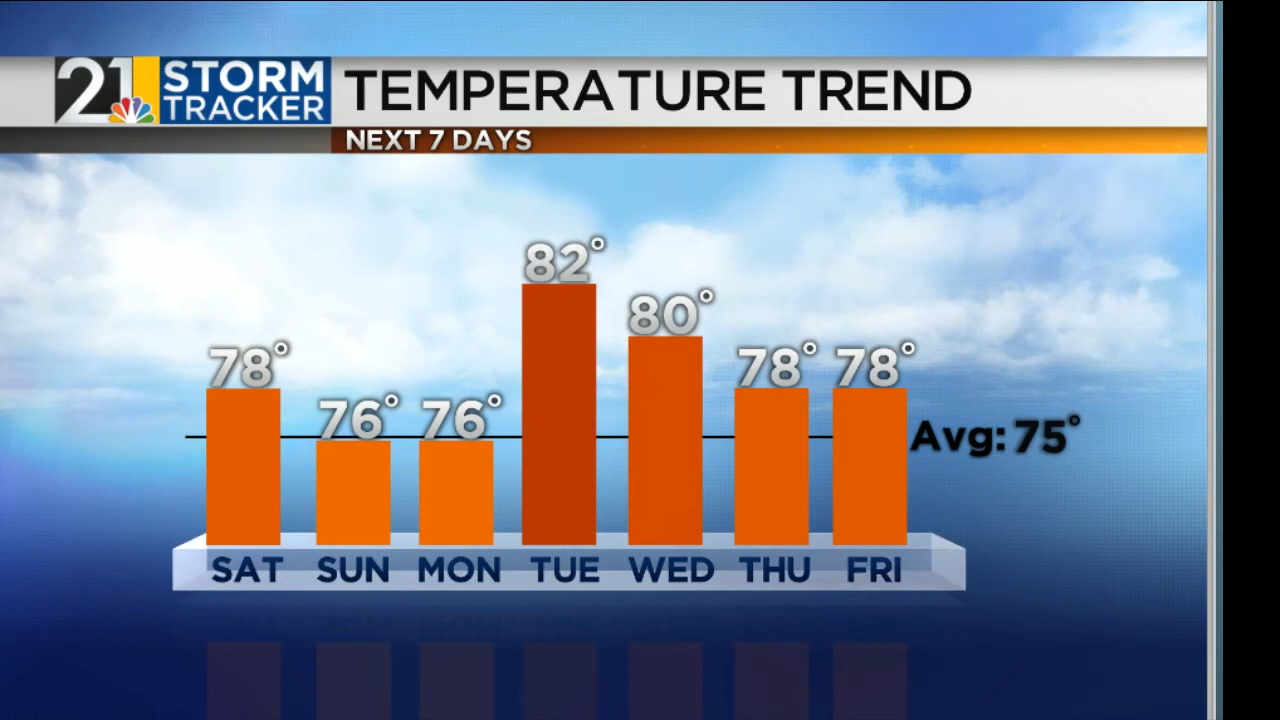 21 STORM TRACKER
TEMPERATURE TREND
NEXT 7 DAYS
82°
80°
78° 78° 78°
76° 76°
Avg: 75°
SAT SUN MON TUE WED THU FRI